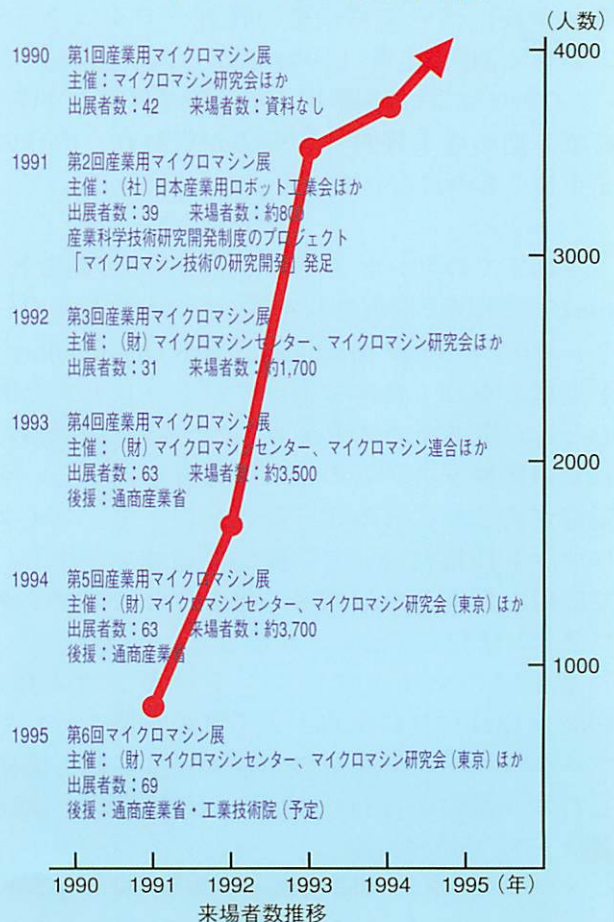 (人数)
1990 第1回産業用マイクロマシン展
主催：マイクロマシン研究会ほか
出展者数：42 来場者数：資料なし
1991 第2回産業用マイクロマシン展
主催：(社)日本産業用ロボット工業会ほか
出展者数：39 来場者数：約800
産業科学技術研究開発制度のプロジェクト
「マイクロマシン技術の研究開発」発足
1992 第3回産業用マイクロマシン展
主催：(財)マイクロマシンセンター、マイクロマシン研究会ほか
出展者数：31 来場者数：約1,700
1993 第4回産業用マイクロマシン展
主催：(財)マイクロマシンセンター、マイクロマシン連合ほか
出展者数：63 来場者数：約3,500
後援：通商産業省
1994 第5回産業用マイクロマシン展
主催：(財)マイクロマシンセンター、マイクロマシン研究会(東京)ほか
出展者数：63 来場者数：約3,700
後援：通商産業省
1995 第6回マイクロマシン展
主催：(財)マイクロマシンセンター、マイクロマシン研究会(東京)ほか
出展者数：69
後援：通商産業省・工業技術院(予定)
4000
3000
2000
1000
1990 1991 1992 1993 1994 1995 (年)
来場者数推移